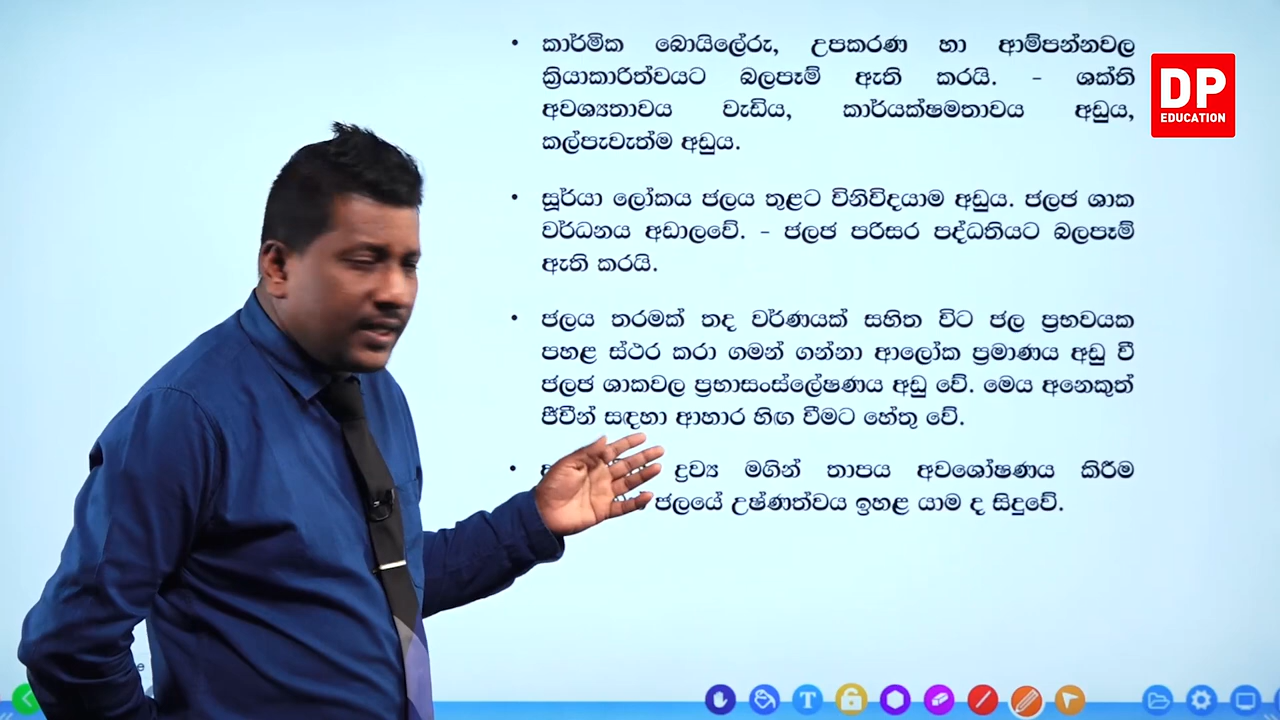 • කාර්මික බොයිලේරු, උපකරණ හා ආම්පන්නවල
ක්‍රියාකාරිත්වයට බලපෑම් ඇති කරයි. - ශක්ති
අවශ්‍යතාවය වැඩිය, කාර්යක්ෂමතාවය අඩුය,
කල්පැවැත්ම අඩුය.
• සූර්යා ලෝකය ජලය තුළට විනිවිදයාම අඩුය. ජලජ ශාක
වර්ධනය අඩාලවේ. - ජලජ පරිසර පද්ධතියට බලපෑම්
ඇති කරයි.
• ජලය තරමක් තද වර්ණයක් සහිත විට ජල ප්‍රභවයක
පහළ ස්ථර කරා ගමන් ගන්නා ආලෝක ප්‍රමාණය අඩු වී
ජලජ ශාකවල ප්‍රභාසංස්ලේෂණය අඩු වේ. මෙය අනෙකුත්
ජීවීන් සඳහා ආහාර හිඟ වීමට හේතු වේ.
• ද්‍රව්‍ය මගින් තාපය අවශෝෂණය කිරීම
ජලයේ උෂ්ණත්වය ඉහළ යාම ද සිදුවේ.
DP
EDUCATION